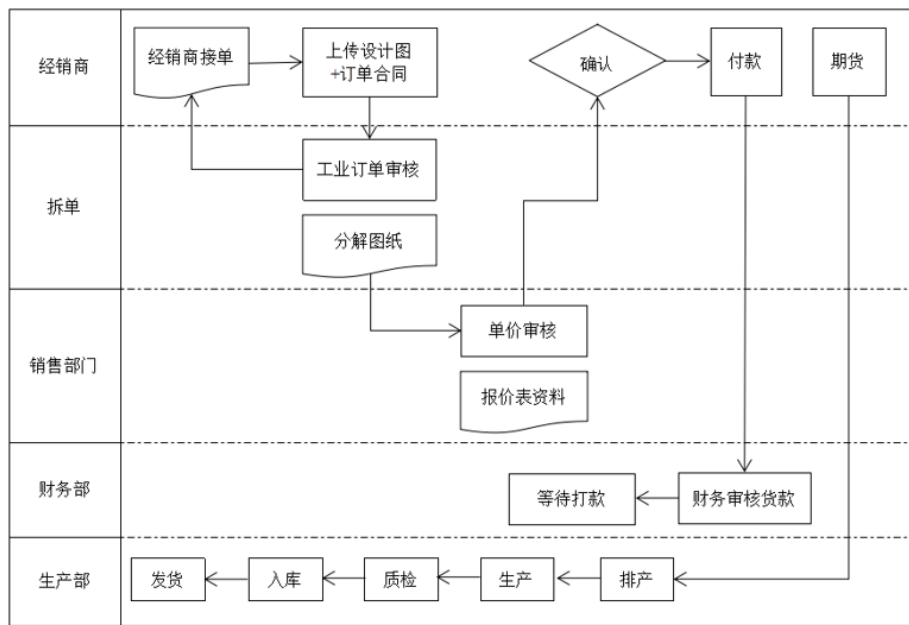 经销商
经销商接单
上传设计图
+订单合同
确认
付款
期货
拆单
工业订单审核
分解图纸
销售部门
单价审核
报价表资料
财务部
等待打款
财务审核货款
生产部
发货
入库
质检
生产
排产